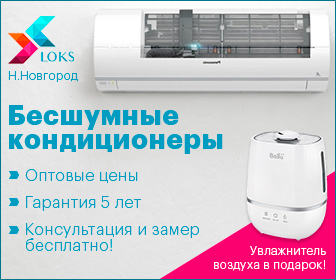 LOKS
Н.Новгород
Бесшумные
кондиционеры
Оптовые цены
Гарантия 5 лет
Консультация и замер
бесплатно!
Ballu
Увлажнитель
воздуха в подарок!